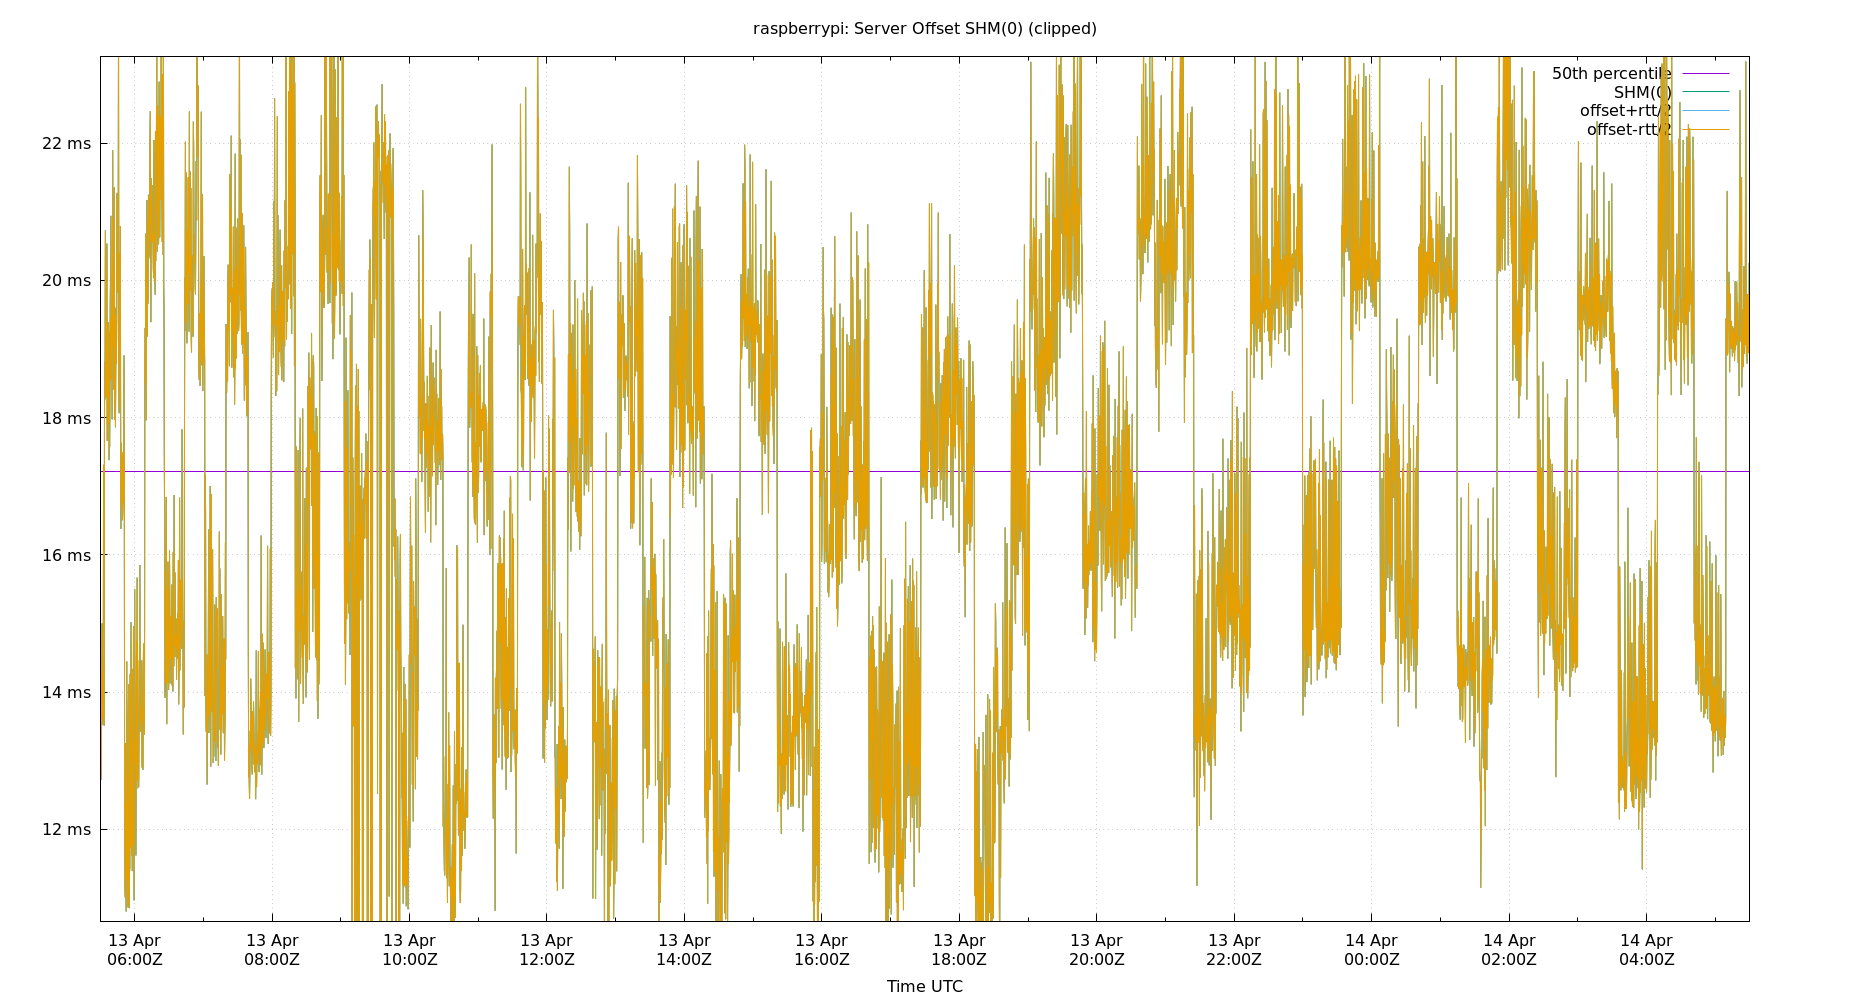 raspberrypi: Server Offset SHM(0) (clipped)
50th percentile
SHM(0)
offset+rtt/2
offset-rtt/2
22 ms
20 ms
18 ms
16 ms
14 ms
12 ms
13 Apr 13 Apr 13 Apr 13 Apr 13 Apr 13 Apr 13 Apr 13 Apr 13 Apr 14 Apr 14 Apr 14 Apr
06:00Z 08:00Z 10:00Z 12:00Z 14:00Z 16:00Z 18:00Z 20:00Z 22:00Z 00:00Z 02:00Z 04:00Z
Time UTC